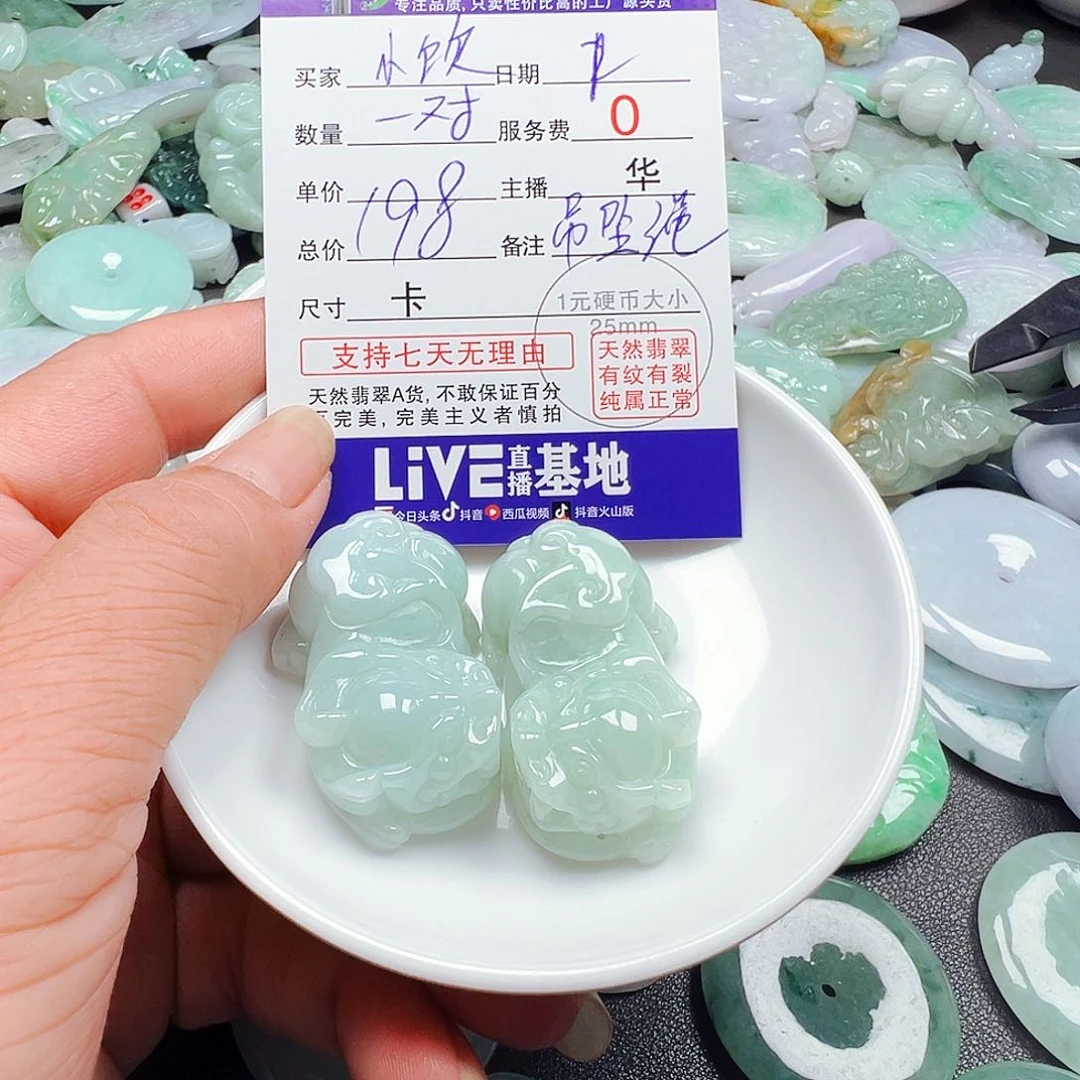 专注品质，只卖性价比高的工厂源头货
买家 小欧 日期
数量 一对 服务费 0
单价 198 主播 华
总价 备注 吊坠绳
尺寸 卡 1元硬币大小
25mm
支持七天无理由
天然翡翠
有纹有裂
纯属正常
天然翡翠A货，不敢保证百分
完美，完美主义者慎拍
LiVE直播基地
今日头条 抖音 西瓜视频 抖音火山版